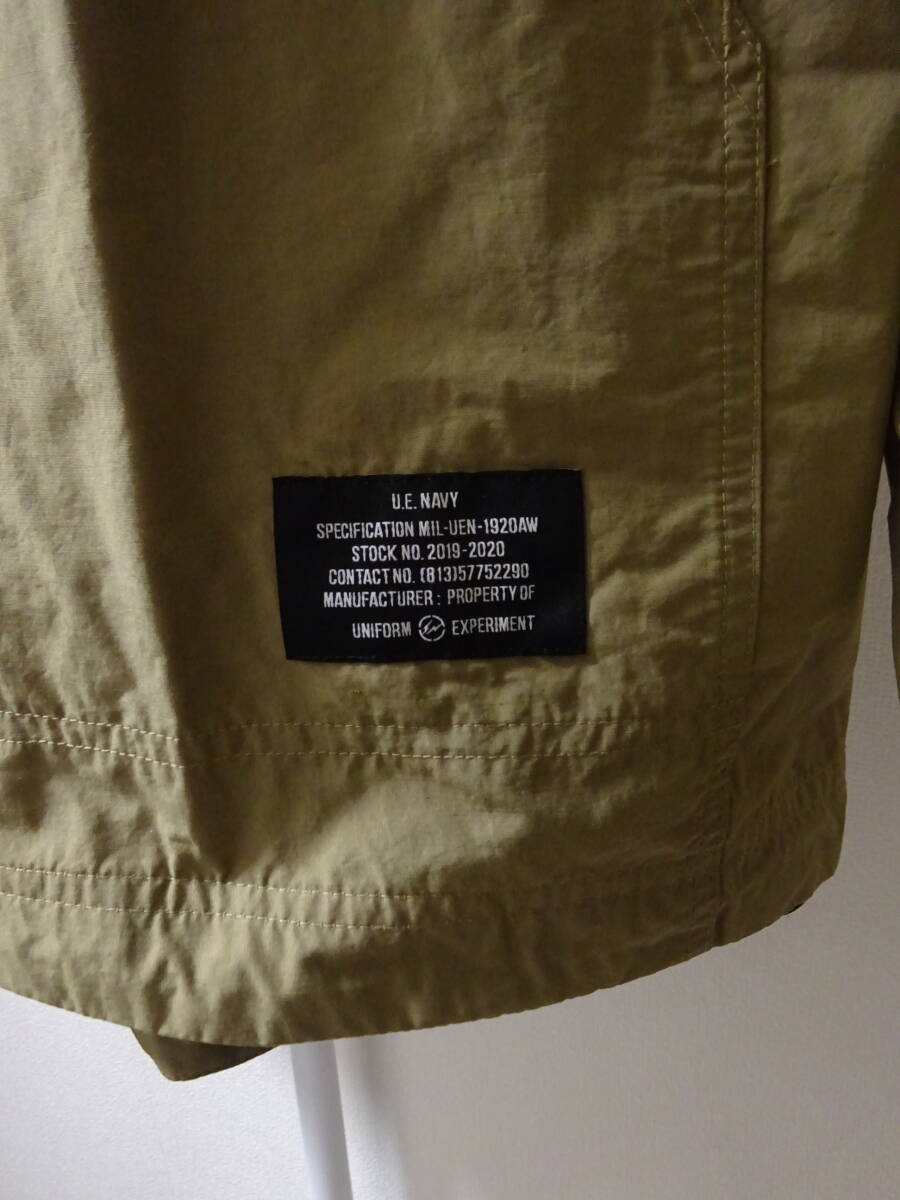 U.E. NAVY
SPECIFICATION MIL-UEN-1920AW
STOCK NO. 2019-2020
CONTACT NO. (813)57752290
MANUFACTURER : PROPERTY OF
UNIFORM EXPERIMENT